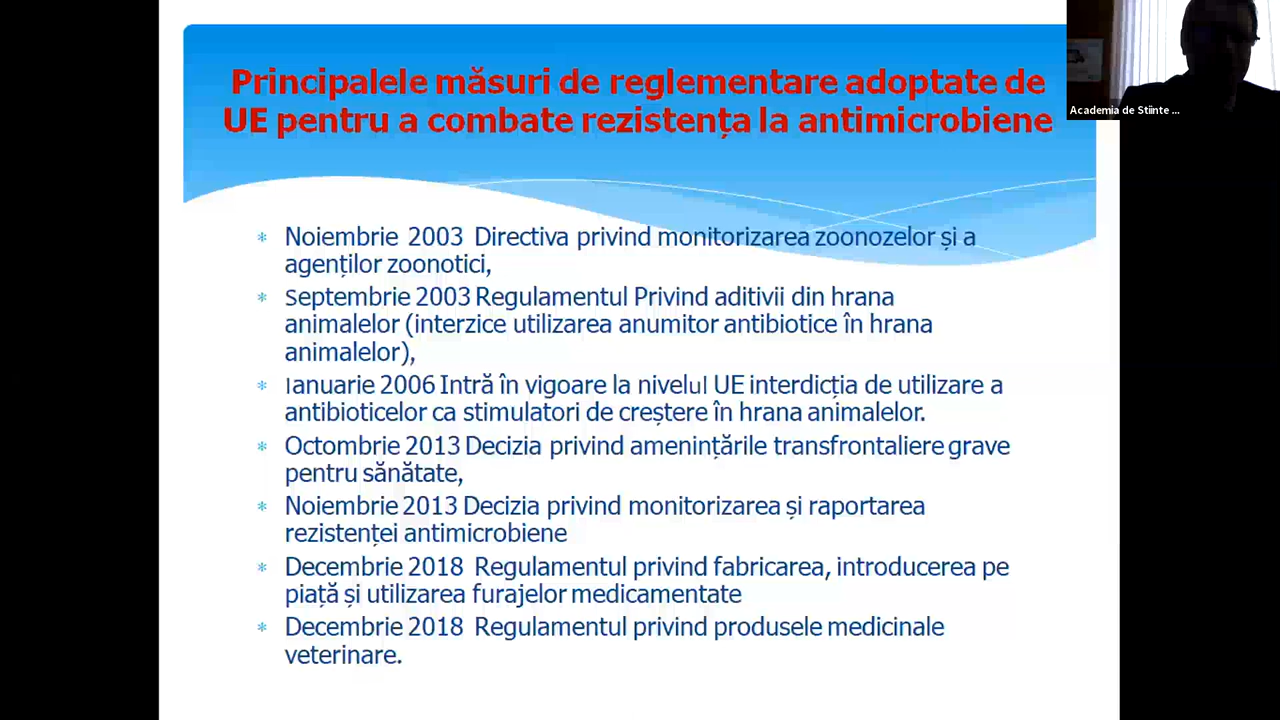 Principalele măsuri de reglementare adoptate de
UE pentru a combate rezistența la antimicrobiene
Academia de Stiinte ...
Noiembrie 2003 Directiva privind monitorizarea zoonozelor și a
agenților zoonotici,
Septembrie 2003 Regulamentul Privind aditivii din hrana
animalelor (interzice utilizarea anumitor antibiotice în hrana
animalelor),
Ianuarie 2006 Intră în vigoare la nivelul UE interdicția de utilizare a
antibioticelor ca stimulatori de creștere în hrana animalelor.
Octombrie 2013 Decizia privind amenințările transfrontaliere grave
pentru sănătate,
Noiembrie 2013 Decizia privind monitorizarea și raportarea
rezistenței antimicrobiene
Decembrie 2018 Regulamentul privind fabricarea, introducerea pe
piață și utilizarea furajelor medicamentate
Decembrie 2018 Regulamentul privind produsele medicinale
veterinare.